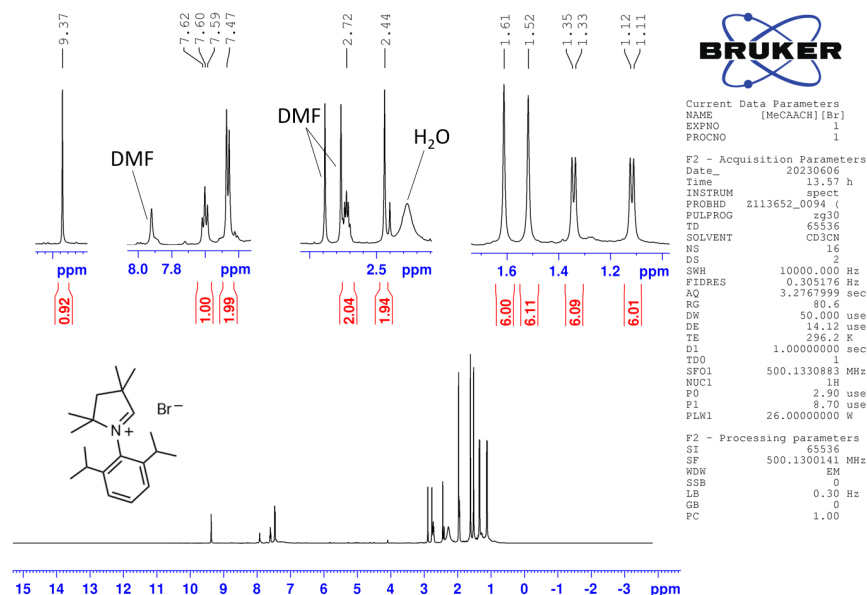 9.37
7.62
7.60
7.59
7.47
2.72
2.44
1.61
1.52
1.35
1.33
1.12
1.11
DMF
DMF
H2O
ppm
8.0 7.8 ppm
2.5 ppm
1.6 1.4 1.2 ppm
0.92
1.00
1.99
2.04
1.94
6.00
6.11
6.09
6.01
N+
Br−
15 14 13 12 11 10 9 8 7 6 5 4 3 2 1 0 -1 -2 -3 ppm
BRUKER
Current Data Parameters
NAME [MeCAACH][Br]
EXPNO 1
PROCNO 1
F2 - Acquisition Parameters
Date_ 20230606
Time 13.57 h
INSTRUM spect
PROBHD Z113652_0094 (
PULPROG zg30
TD 65536
SOLVENT CD3CN
NS 16
DS 2
SWH 10000.000 Hz
FIDRES 0.305176 Hz
AQ 3.2767999 sec
RG 80.6
DW 50.000 use
DE 14.12 use
TE 296.2 K
D1 1.00000000 sec
TD0 1
SFO1 500.1330883 MHz
NUC1 1H
P0 2.90 use
P1 8.70 use
PLW1 26.00000000 W
F2 - Processing parameters
SI 65536
SF 500.1300141 MHz
WDW EM
SSB 0
LB 0.30 Hz
GB 0
PC 1.00